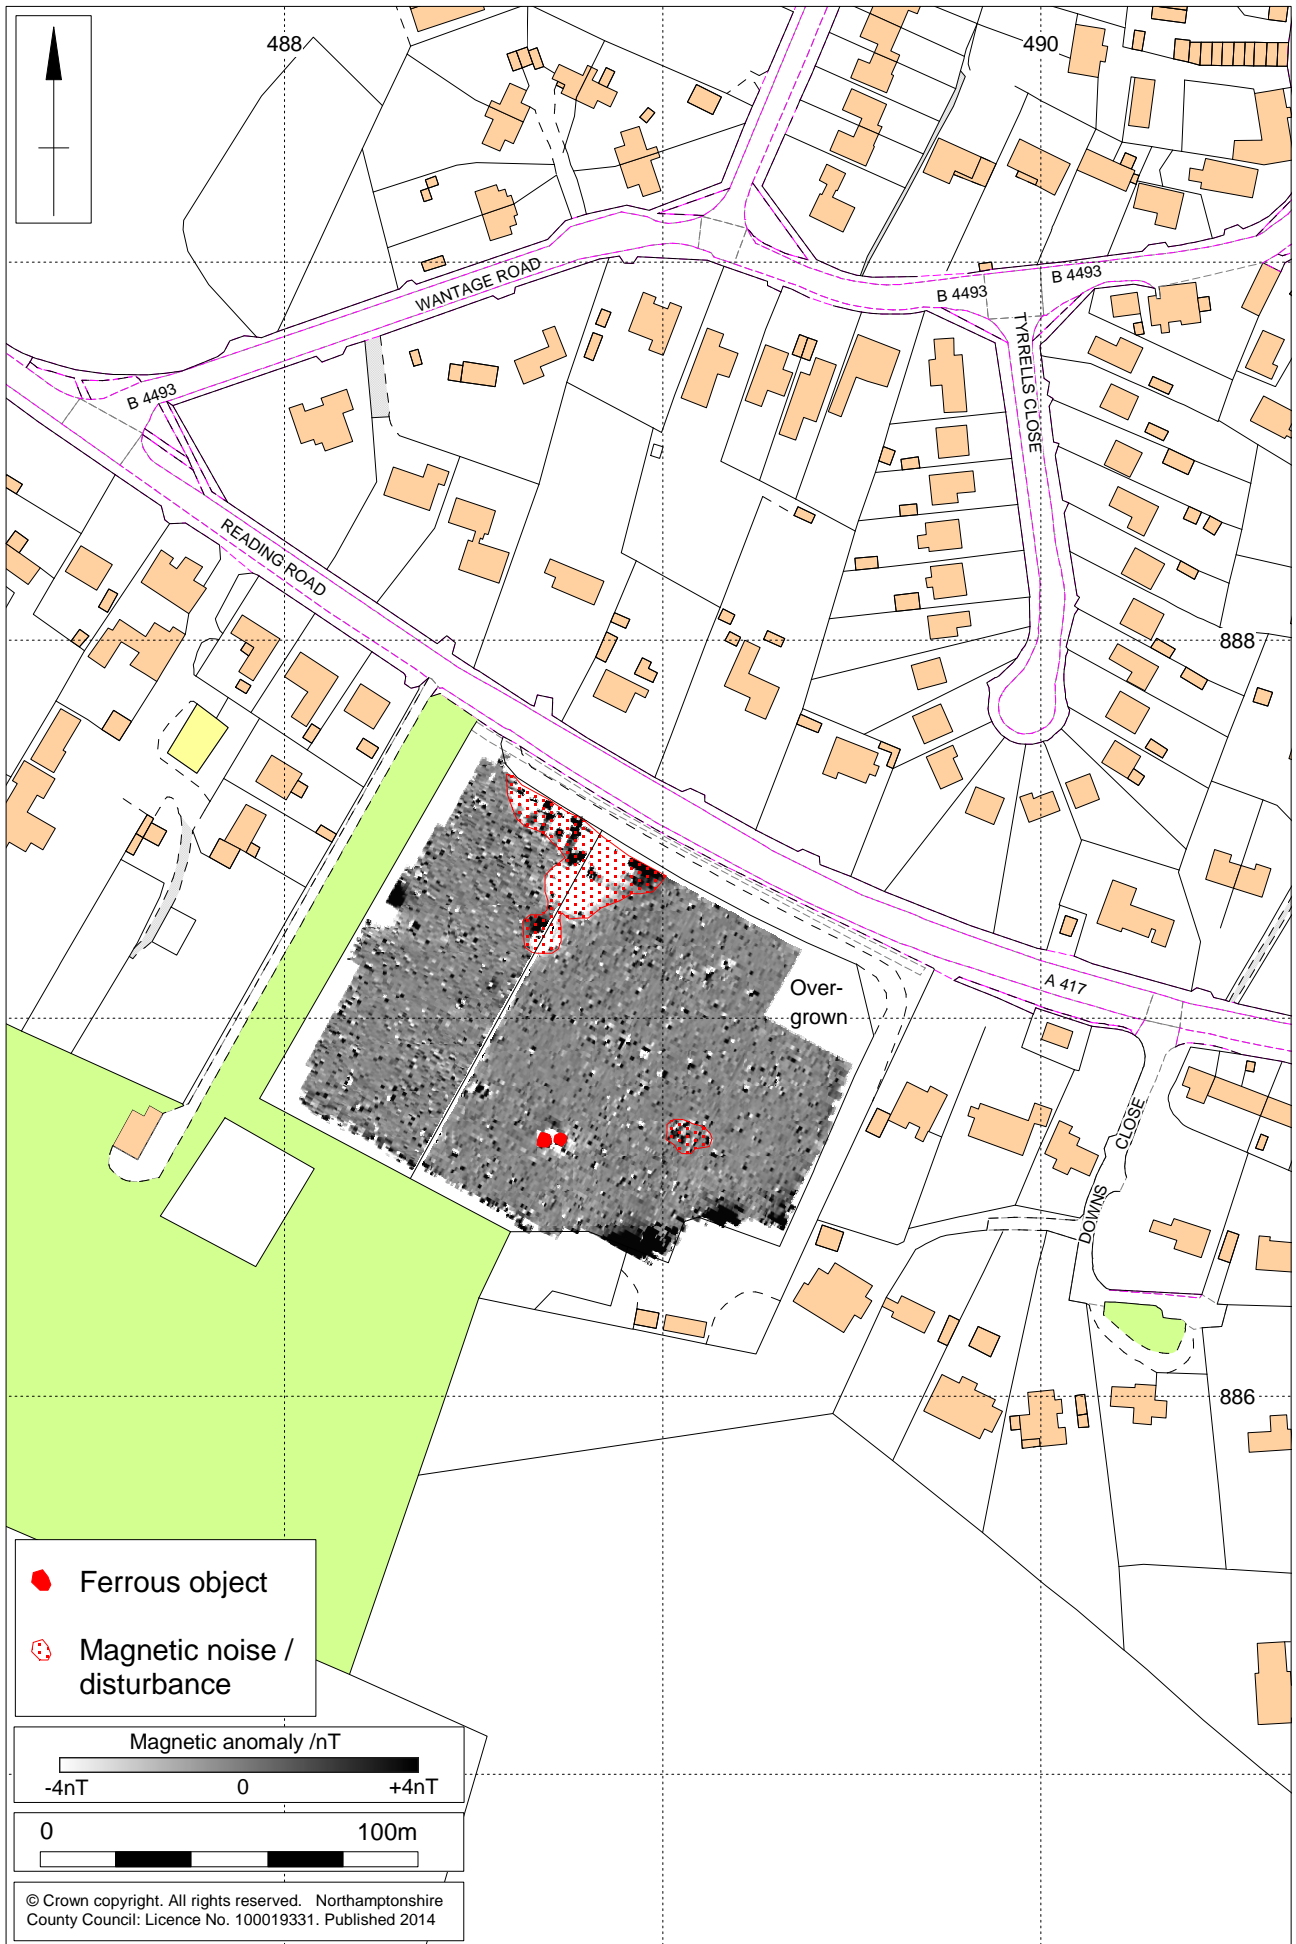 488
490
WANTAGE ROAD
B 4493
B 4493
TYRRELLS CLOSE
B 4493
READING ROAD
888
Over-
grown
A 417
DOWNS CLOSE
886
Ferrous object
Magnetic noise /
disturbance
Magnetic anomaly /nT
-4nT 0 +4nT
0 100m
© Crown copyright. All rights reserved. Northamptonshire
County Council: Licence No. 100019331. Published 2014